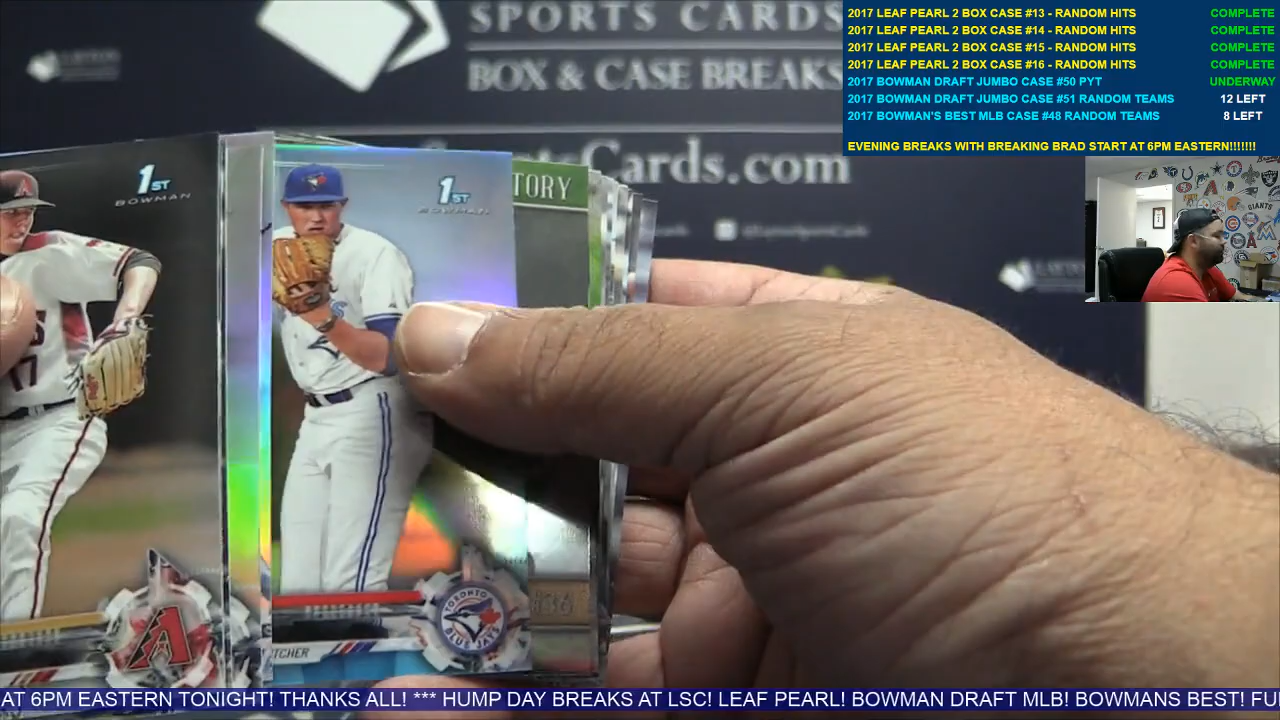 SPORTS CARDS
BOX & CASE BREAKS
Cards.com
2017 LEAF PEARL 2 BOX CASE #13 - RANDOM HITS COMPLETE
2017 LEAF PEARL 2 BOX CASE #14 - RANDOM HITS COMPLETE
2017 LEAF PEARL 2 BOX CASE #15 - RANDOM HITS COMPLETE
2017 LEAF PEARL 2 BOX CASE #16 - RANDOM HITS COMPLETE
2017 BOWMAN DRAFT JUMBO CASE #50 PYT UNDERWAY
2017 BOWMAN DRAFT JUMBO CASE #51 RANDOM TEAMS 12 LEFT
2017 BOWMAN'S BEST MLB CASE #48 RANDOM TEAMS 8 LEFT
EVENING BREAKS WITH BREAKING BRAD START AT 6PM EASTERN!!!!!!!
1ST
BOWMAN
1ST
BOWMAN
TORY
17
GIANTS
TORONTO
BLUE JAYS
A
TCHER
AT 6PM EASTERN TONIGHT! THANKS ALL! *** HUMP DAY BREAKS AT LSC! LEAF PEARL! BOWMAN DRAFT MLB! BOWMANS BEST! FU